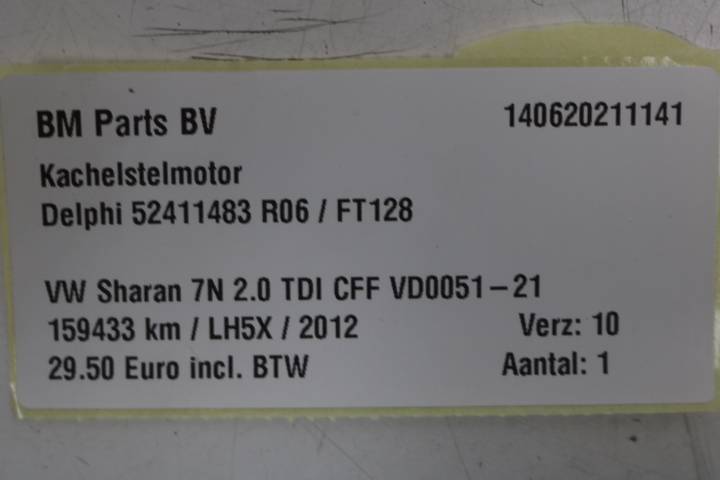 BM Parts BV 140620211141
Kachelstelmotor
Delphi 52411483 R06 / FT128
VW Sharan 7N 2.0 TDI CFF VD0051-21
159433 km / LH5X / 2012 Verz: 10
29.50 Euro incl. BTW Aantal: 1